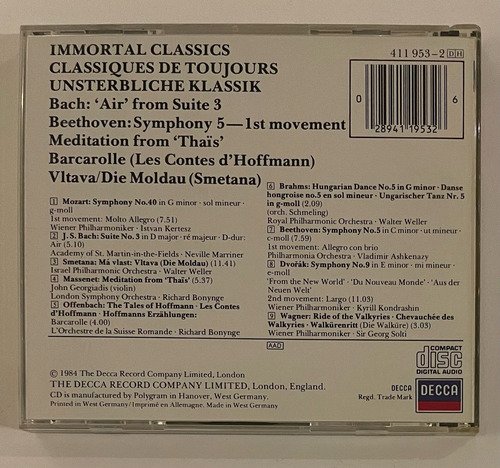 IMMORTAL CLASSICS
CLASSIQUES DE TOUJOURS
UNSTERBLICHE KLASSIK
Bach: ‘Air’ from Suite 3
Beethoven: Symphony 5—1st movement
Meditation from ‘Thaïs’
Barcarolle (Les Contes d’Hoffmann)
Vltava/Die Moldau (Smetana)
411 953-2 DH
0 28941 19532 6
1 Mozart: Symphony No.40 in G minor · sol mineur ·
g-moll
1st movement: Molto Allegro (7.51)
Wiener Philharmoniker · Istvan Kertesz
2 J. S. Bach: Suite No.3 in D major · ré majeur · D-dur:
Air (5.10)
Academy of St. Martin-in-the-Fields · Neville Marriner
3 Smetana: Má vlast: Vltava (Die Moldau) (11.41)
Israel Philharmonic Orchestra · Walter Weller
4 Massenet: Meditation from ‘Thaïs’ (5.37)
John Georgiadis (violin)
London Symphony Orchestra · Richard Bonynge
5 Offenbach: The Tales of Hoffmann · Les Contes
d’Hoffmann · Hoffmanns Erzählungen:
Barcarolle (4.00)
L’Orchestre de la Suisse Romande · Richard Bonynge
6 Brahms: Hungarian Dance No.5 in G minor · Danse
hongroise no.5 en sol mineur · Ungarischer Tanz Nr. 5
in g-moll (2.09)
(orch. Schmeling)
Royal Philharmonic Orchestra · Walter Weller
7 Beethoven: Symphony No.5 in C minor · ut mineur ·
c-moll (7.59)
1st movement: Allegro con brio
Philharmonia Orchestra · Vladimir Ashkenazy
8 Dvořák: Symphony No.9 in E minor · mi mineur ·
e-moll
‘From the New World’ · ‘Du Nouveau Monde’ · ‘Aus der
Neuen Welt’
2nd movement: Largo (11.03)
Wiener Philharmoniker · Kyrill Kondrashin
9 Wagner: Ride of the Valkyries · Chevauchée des
Walkyries · Walkürenritt (Die Walküre) (3.03)
Wiener Philharmoniker · Sir Georg Solti
AAD
COMPACT
disc
DIGITAL AUDIO
© 1984 The Decca Record Company Limited, London
THE DECCA RECORD COMPANY LIMITED, London, England.
CD is manufactured by Polygram in Hanover, West Germany
Printed in West Germany/Imprimé en Allemagne. Made in
West Germany
DECCA
Regd. Trade Mark
DECCA